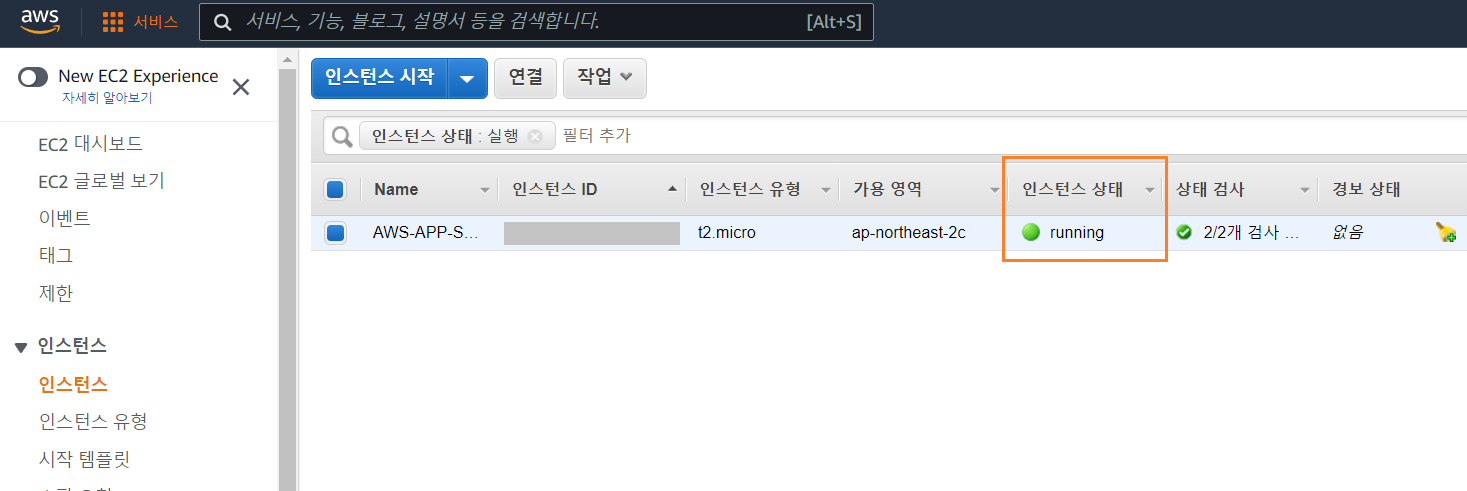 aws 서비스 서비스, 기능, 블로그, 설명서 등을 검색합니다. [Alt+S]
New EC2 Experience
자세히 알아보기
EC2 대시보드
EC2 글로벌 보기
이벤트
태그
제한
인스턴스
인스턴스
인스턴스 유형
시작 템플릿
인스턴스 시작 연결 작업
인스턴스 상태 : 실행 필터 추가
Name 인스턴스 ID 인스턴스 유형 가용 영역 인스턴스 상태 상태 검사 경보 상태
AWS-APP-S... t2.micro ap-northeast-2c running 2/2개 검사 ... 없음